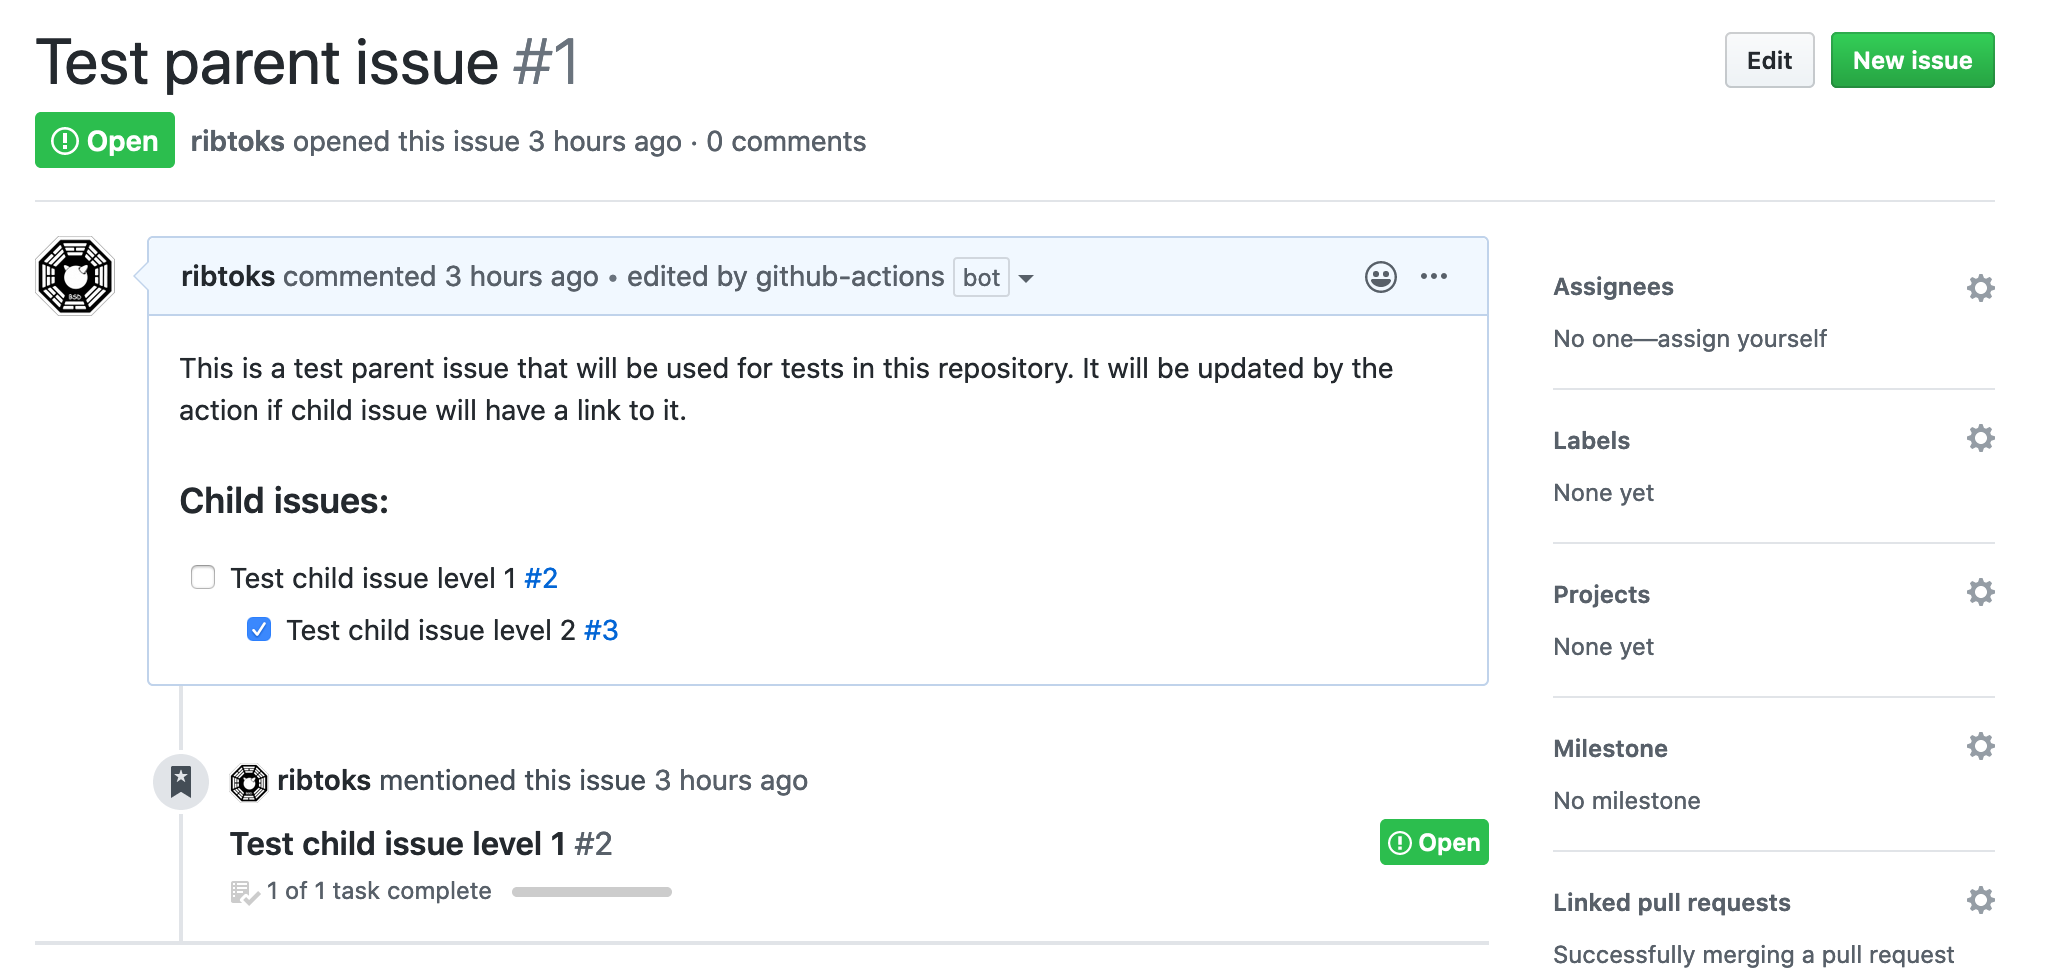 Test parent issue #1
Edit
New issue
Open
ribtoks opened this issue 3 hours ago · 0 comments
ribtoks commented 3 hours ago • edited by github-actions bot
This is a test parent issue that will be used for tests in this repository. It will be updated by the
action if child issue will have a link to it.
Child issues:
Test child issue level 1 #2
Test child issue level 2 #3
ribtoks mentioned this issue 3 hours ago
Test child issue level 1 #2
Open
1 of 1 task complete
Assignees
No one—assign yourself
Labels
None yet
Projects
None yet
Milestone
No milestone
Linked pull requests
Successfully merging a pull request